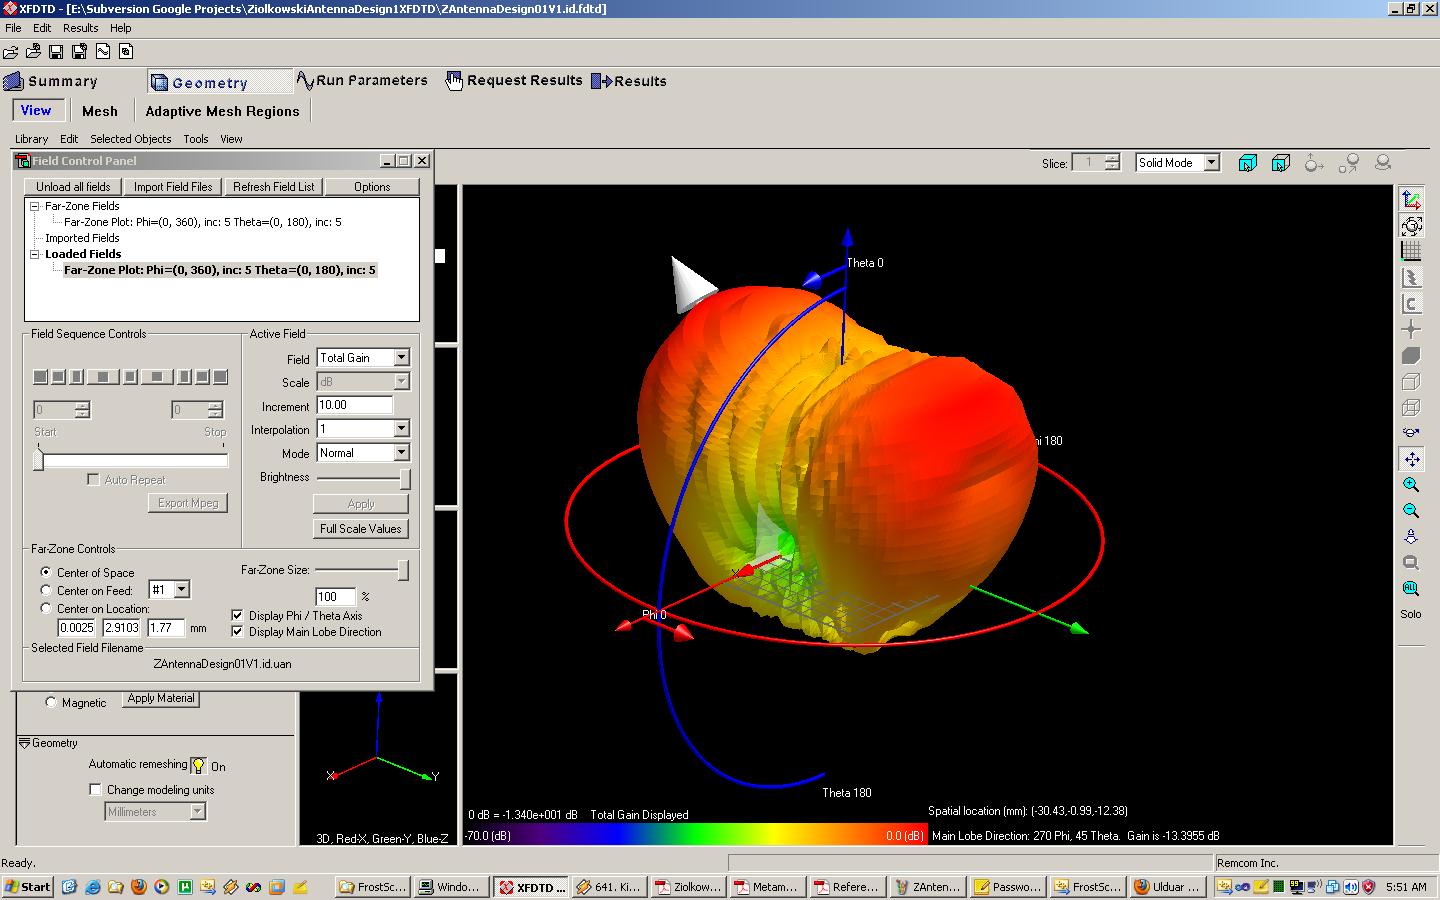 XFDTD - [E:\Subversion Google Projects\ZiolkowskiAntennaDesign1XFDTD\ZAntennaDesign01V1.id.fdtd]
File Edit Results Help
Summary Geometry Run Parameters Request Results Results
View Mesh Adaptive Mesh Regions
Library Edit Selected Objects Tools View
Field Control Panel
Slice: 1 Solid Mode
Unload all fields Import Field Files Refresh Field List Options
Far-Zone Fields
Far-Zone Plot: Phi=(0, 360), inc: 5 Theta=(0, 180), inc: 5
Imported Fields
Loaded Fields
Far-Zone Plot: Phi=(0, 360), inc: 5 Theta=(0, 180), inc: 5
Field Sequence Controls
0 0
Start Stop
Auto Repeat
Export Mpeg
Active Field
Field Total Gain
Scale dB
Increment 10.00
Interpolation 1
Mode Normal
Brightness
Apply
Full Scale Values
Far-Zone Controls
Center of Space
Center on Feed: #1
Center on Location:
0.0025 2.9103 1.77 mm
Far-Zone Size:
100 %
Display Phi / Theta Axis
Display Main Lobe Direction
Selected Field Filename
ZAntennaDesign01V1.id.uan
Magnetic Apply Material
Geometry
Automatic remeshing On
Change modeling units
Millimeters
X Y
3D, Red-X, Green-Y, Blue-Z
Theta 0
hi 180
X
Phi 0
Theta 180
0 dB = -1.340e+001 dB Total Gain Displayed
Spatial location (mm): (-30.43,-0.99,-12.38)
-70.0 (dB) 0.0 (dB)
Main Lobe Direction: 270 Phi, 45 Theta. Gain is -13.3955 dB
Solo
Ready.
Remcom Inc.
Start FrostSc... Windo... XFDTD ... 641. Ki... Ziolkow... Metam... Refere... ZAnten... Passwo... FrostSc... Ulduar ... 5:51 AM